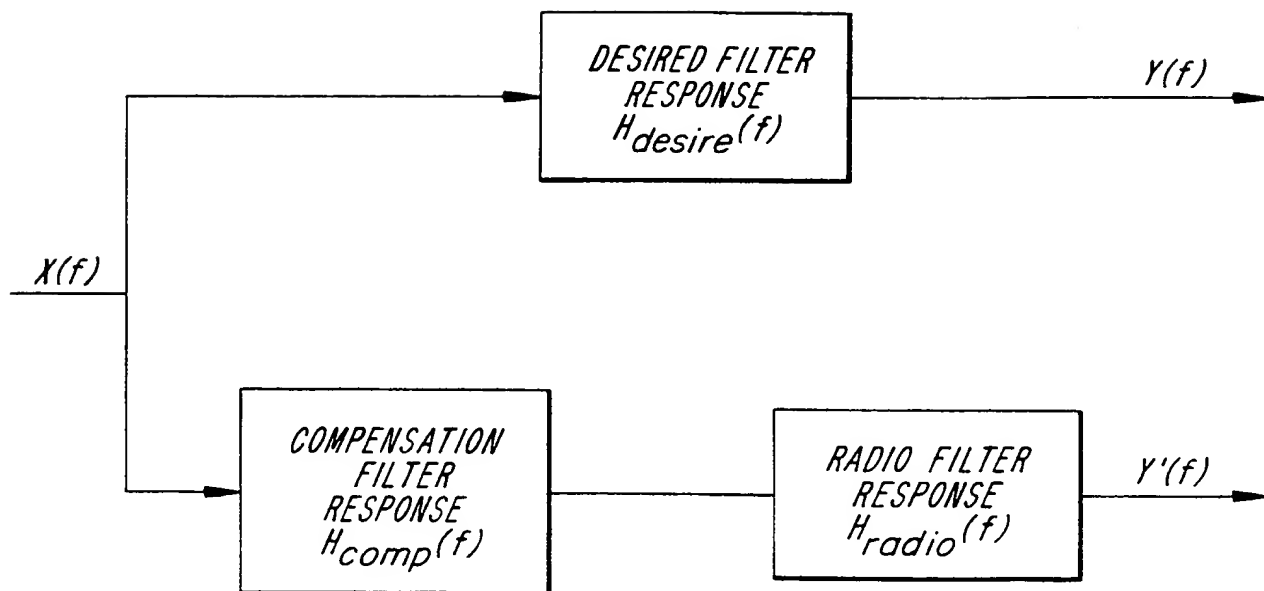 DESIRED FILTER
RESPONSE
Hdesire(f)
Y(f)
X(f)
COMPENSATION
FILTER
RESPONSE
Hcomp(f)
RADIO FILTER
RESPONSE
Hradio(f)
Y'(f)